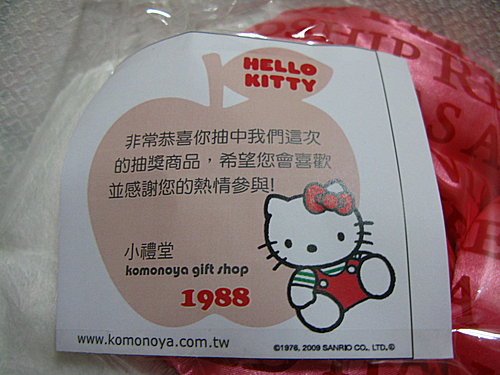 HELLO
KITTY
非常恭喜你抽中我們這次
的抽獎商品，希望您會喜歡
並感謝您的熱情參與!
小禮堂
komonoya gift shop
1988
www.komonoya.com.tw
©1976, 2009 SANRIO CO., LTD.®